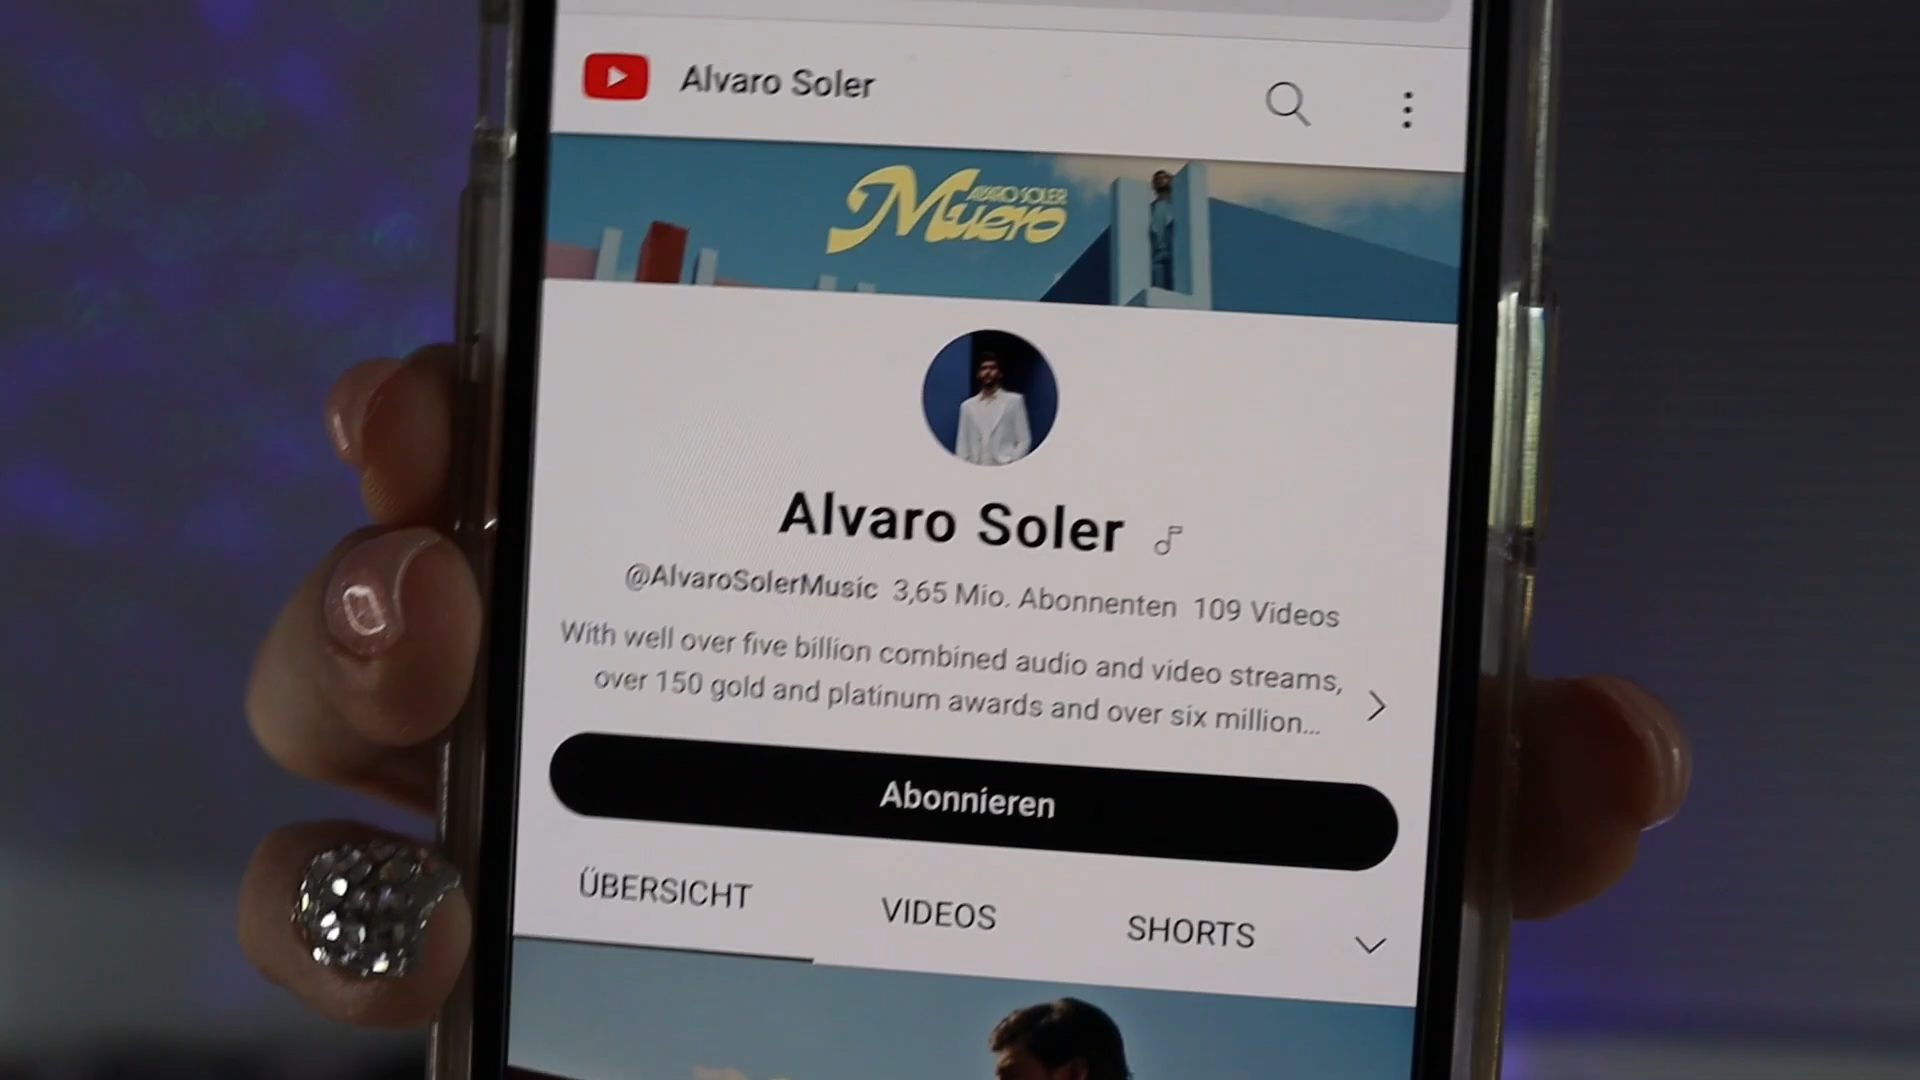 Alvaro Soler
ALVARO SOLER
Muero
Alvaro Soler
@AlvaroSolerMusic 3,65 Mio. Abonnenten 109 Videos
With well over five billion combined audio and video streams,
over 150 gold and platinum awards and over six million...
Abonnieren
ÜBERSICHT VIDEOS SHORTS